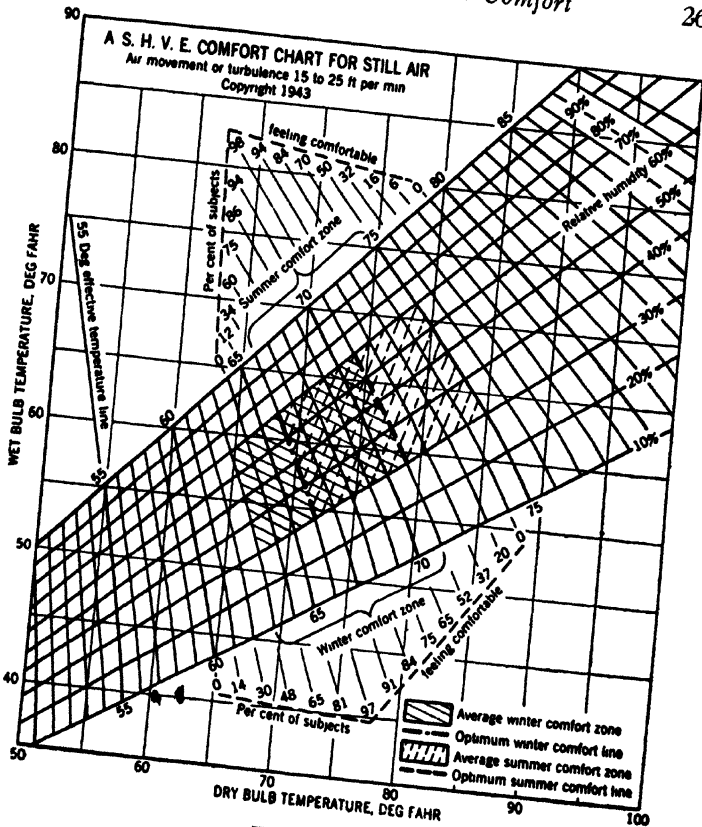 Comfort
26
90
A S. H. V. E. COMFORT CHART FOR STILL AIR
Air movement or turbulence 15 to 25 ft per min
Copyright 1943
80
70
60
50
40
WET BULB TEMPERATURE, DEG FAHR
55 Deg effective temperature line
feeling comfortable
98 94 84 70 50 32 16 6 0
Per cent of subjects
94
86
75
60
34
12
0
Summer comfort zone
55
60
65
70
75
80
85
90%
80%
70%
Relative humidity 60%
50%
40%
30%
20%
10%
75
70
65
60
55
Winter comfort zone
0 14 30 48 65 81 97
Per cent of subjects
91 84 75 65 52 37 20 0
feeling comfortable
Average winter comfort zone
Optimum winter comfort line
Average summer comfort zone
Optimum summer comfort line
50 60 70 80 90 100
DRY BULB TEMPERATURE, DEG FAHR